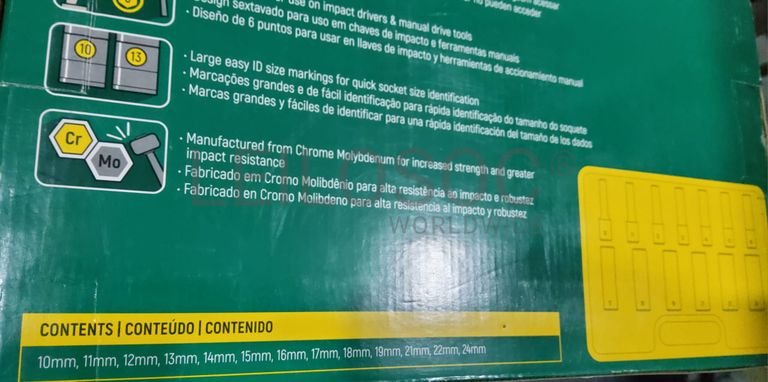 use on impact drivers & manual drive tools
sextavado para uso em chaves de impacto e ferramentas manuais
• Diseño de 6 puntos para usar en llaves de impacto y herramientas de accionamiento manual
no pueden acceder
10 13
• Large easy ID size markings for quick socket size identification
• Marcações grandes e de fácil identificação para rápida identificação do tamanho do soquete
• Marcas grandes y fáciles de identificar para una rápida identificación del tamaño de los dados
Cr
Mo
• Manufactured from Chrome Molybdenum for increased strength and greater
impact resistance
• Fabricado em Cromo Molibdênio para alta resistência ao impacto e robustez
• Fabricado en Cromo Molibdeno para alta resistencia al impacto y robustez
WORLDW
CONTENTS | CONTEÚDO | CONTENIDO
10mm, 11mm, 12mm, 13mm, 14mm, 15mm, 16mm, 17mm, 18mm, 19mm, 21mm, 22mm, 24mm